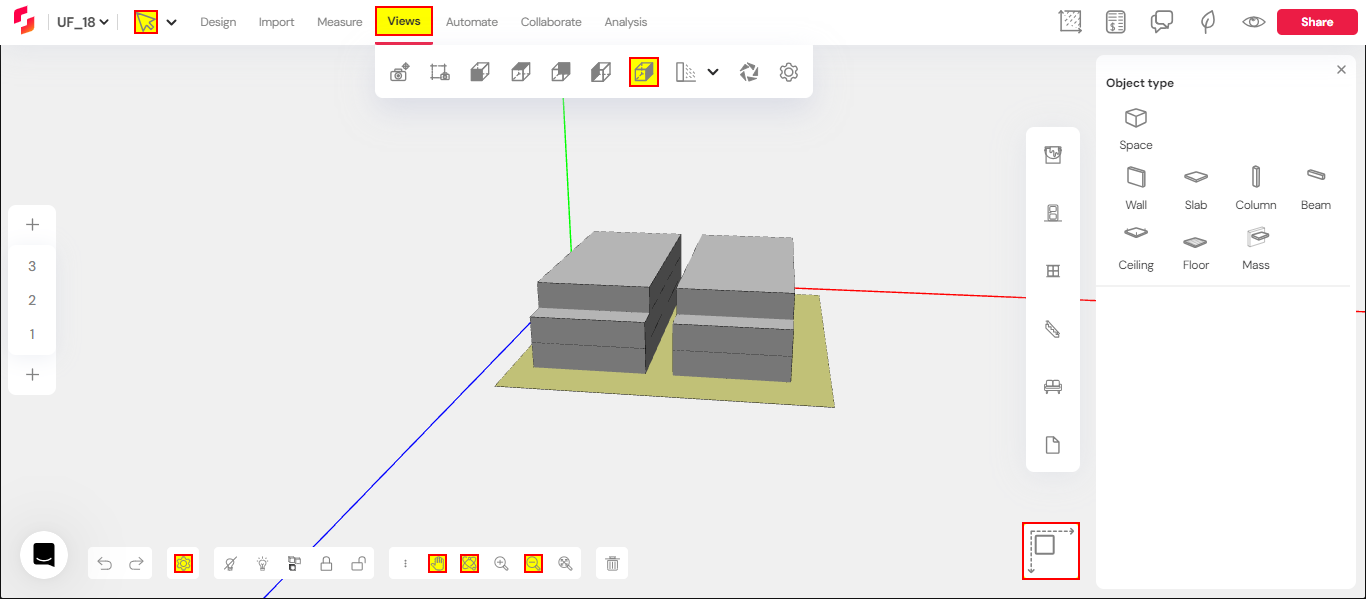 UF_18
Design
Import
Measure
Views
Automate
Collaborate
Analysis
Share
Object type
Space
Wall
Slab
Column
Beam
Ceiling
Floor
Mass
3
2
1